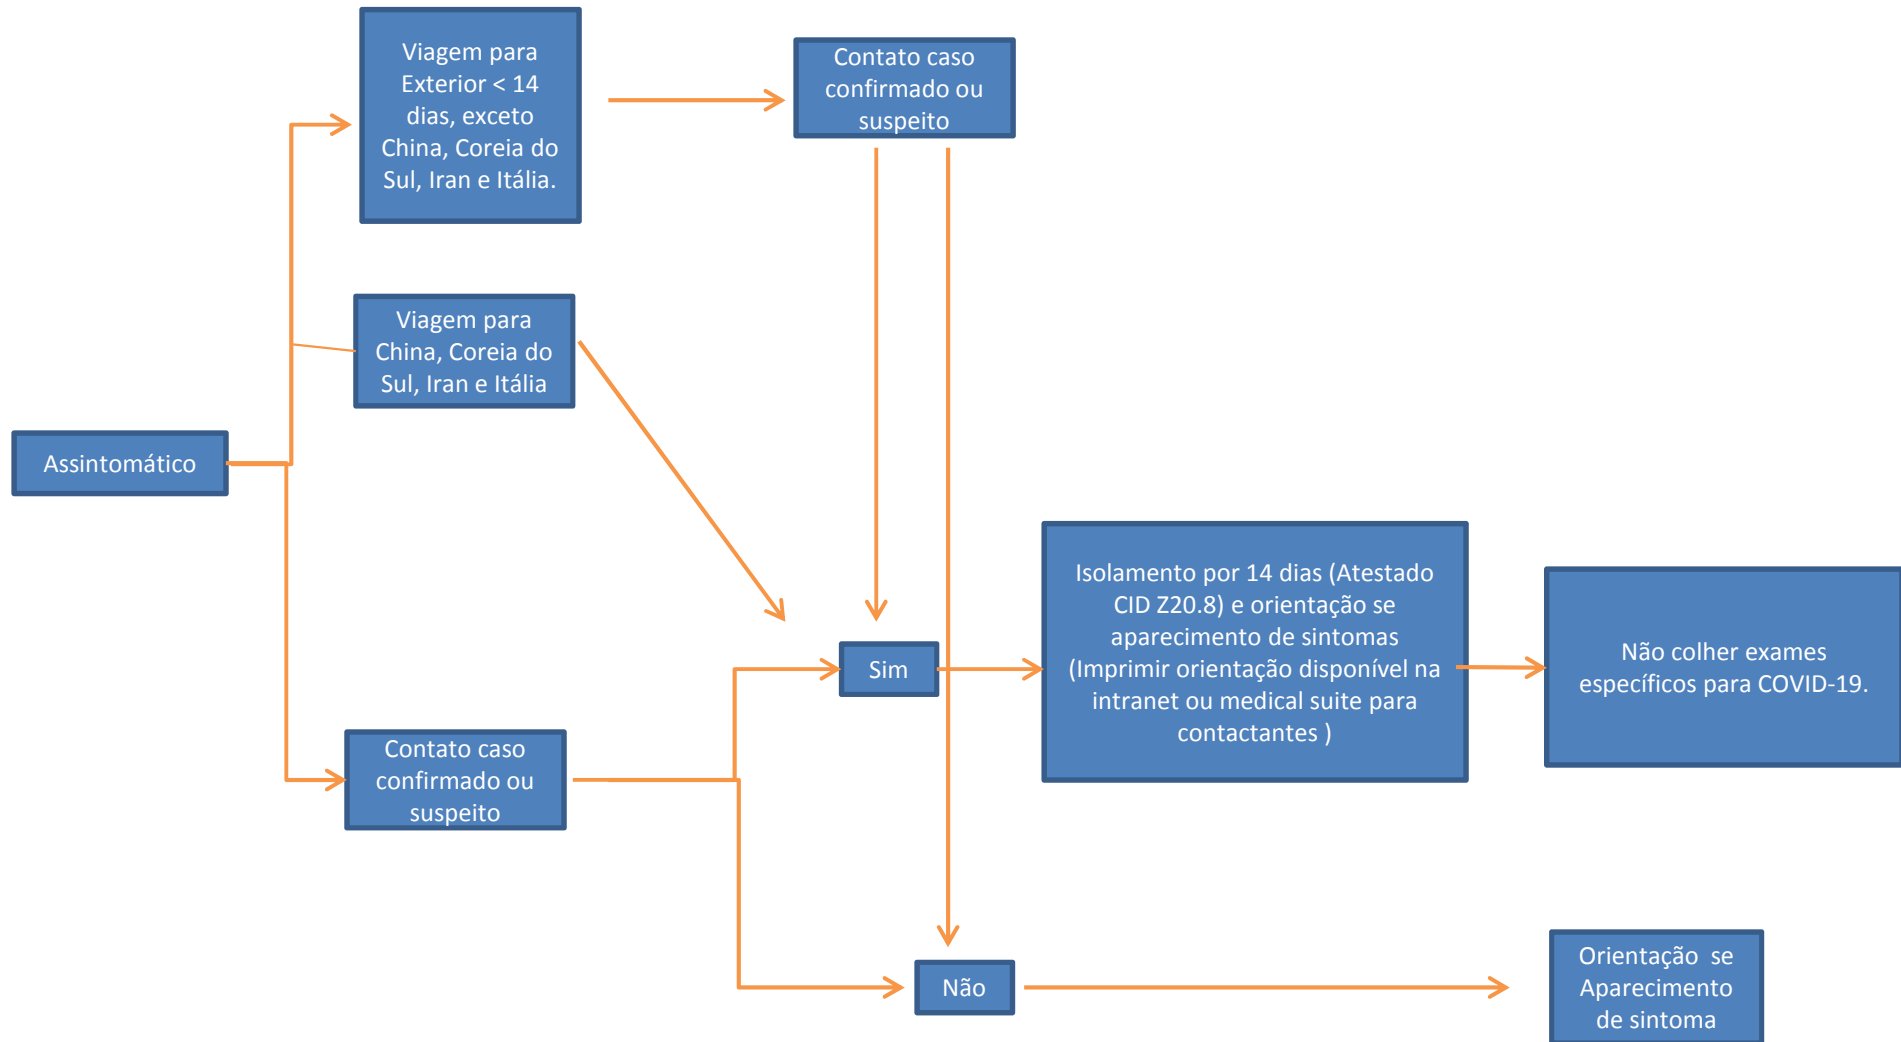 Viagem para
Exterior < 14
dias, exceto
China, Coreia do
Sul, Iran e Itália.
Contato caso
confirmado ou
suspeito
Viagem para
China, Coreia do
Sul, Iran e Itália
Assintomático
Isolamento por 14 dias (Atestado
CID Z20.8) e orientação se
aparecimento de sintomas
(Imprimir orientação disponível na
intranet ou medical suite para
contactantes )
Não colher exames
específicos para COVID-19.
Sim
Contato caso
confirmado ou
suspeito
Não
Orientação  se
Aparecimento
de sintoma